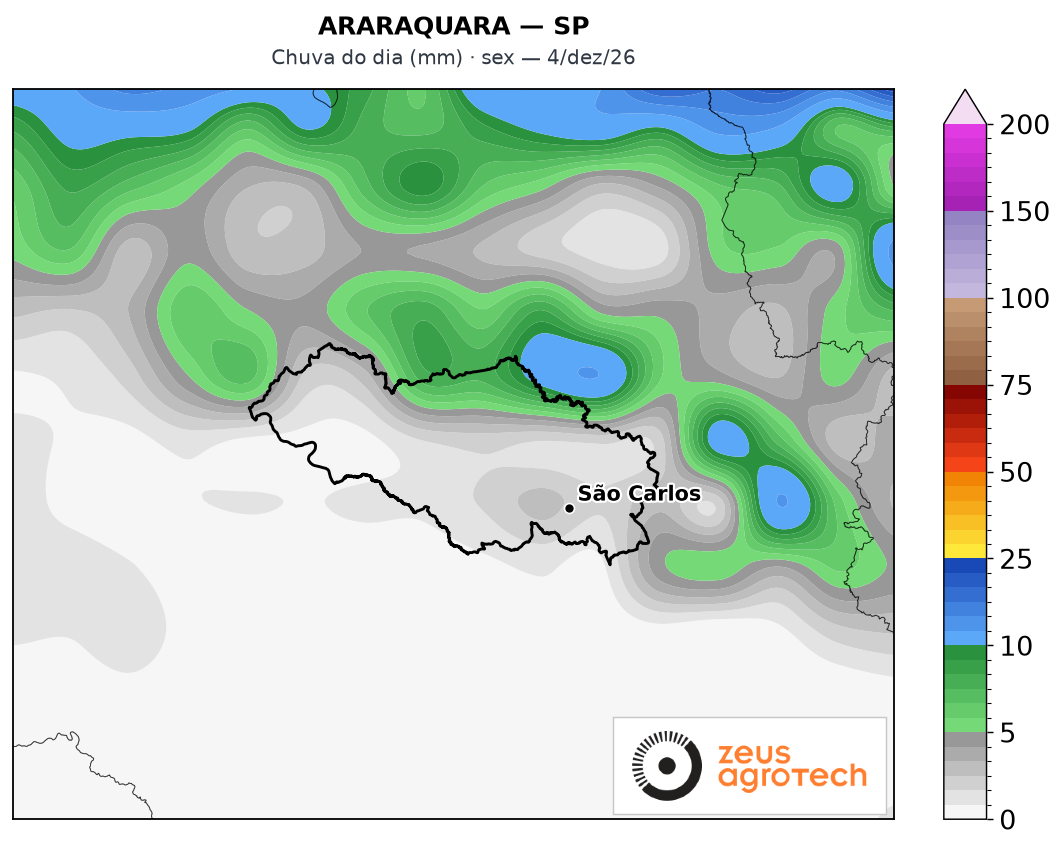 ARARAQUARA — SP
Chuva do dia (mm) · sex — 4/dez/26
200
150
100
75
50
25
10
5
0
São Carlos
zeus
agrotech